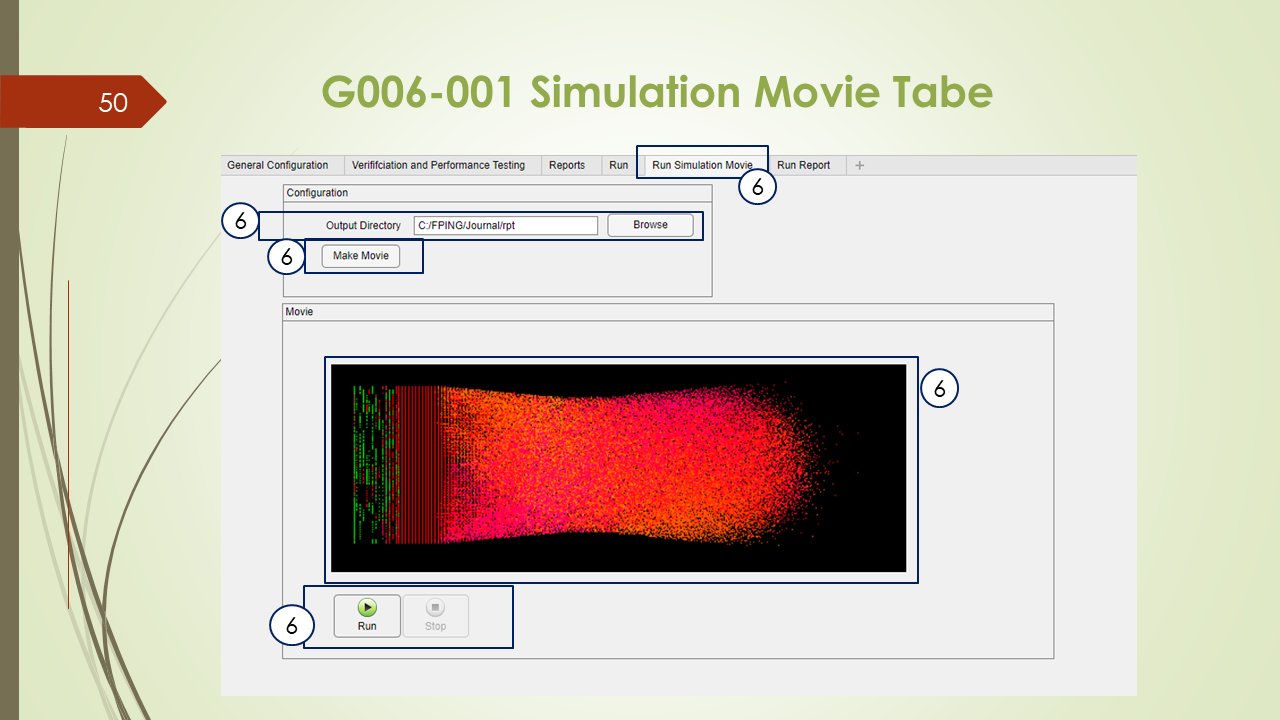 50
G006-001 Simulation Movie Tabe
General Configuration Verififciation and Performance Testing Reports Run Run Simulation Movie Run Report +
6
Configuration
6 Output Directory C:/FPING/Journal/rpt Browse
6 Make Movie
Movie
6
6 Run Stop